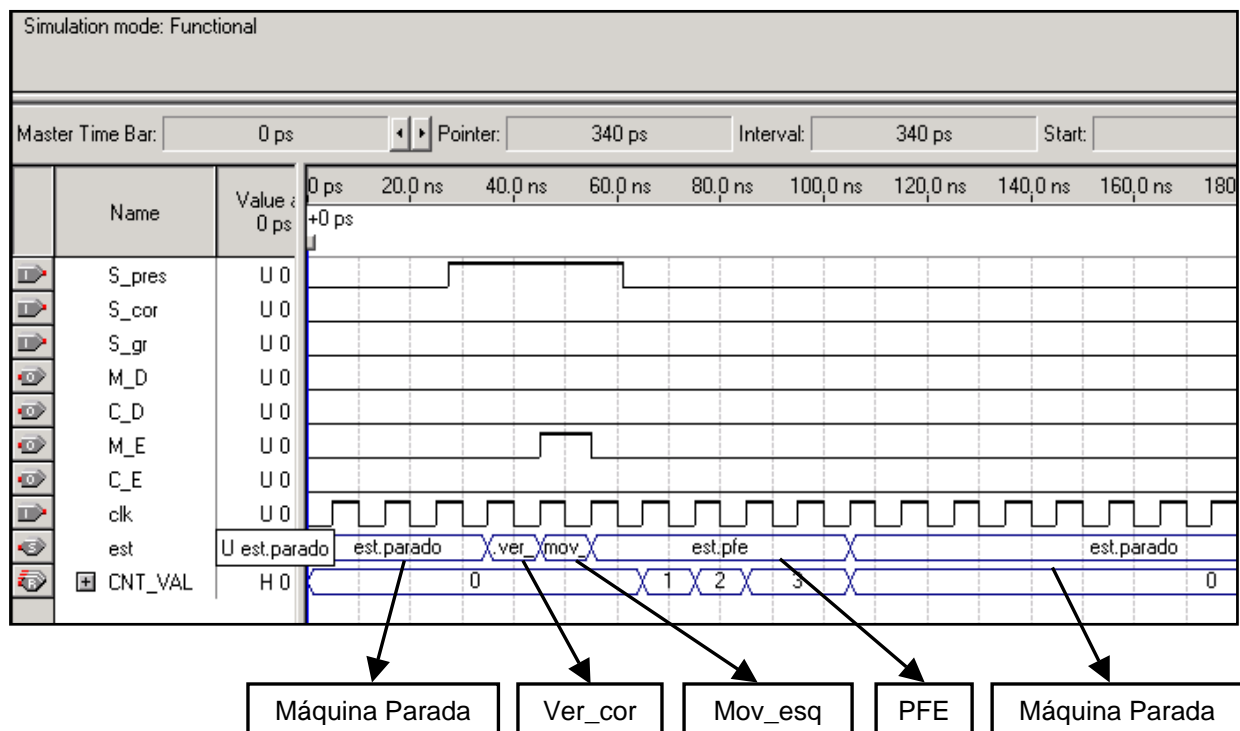 Simulation mode: Functional
Master Time Bar: 0 ps Pointer: 340 ps Interval: 340 ps Start:
Name Value 0 ps
0 ps 20.0 ns 40.0 ns 60.0 ns 80.0 ns 100.0 ns 120.0 ns 140.0 ns 160.0 ns 180
+0 ps
S_pres U 0
S_cor U 0
S_gr U 0
M_D U 0
C_D U 0
M_E U 0
C_E U 0
clk U 0
est U est.parado est.parado .ver_ mov_ est.pfe est.parado
CNT_VAL H 0 0 1 2 3 0
Máquina Parada Ver_cor Mov_esq PFE Máquina Parada